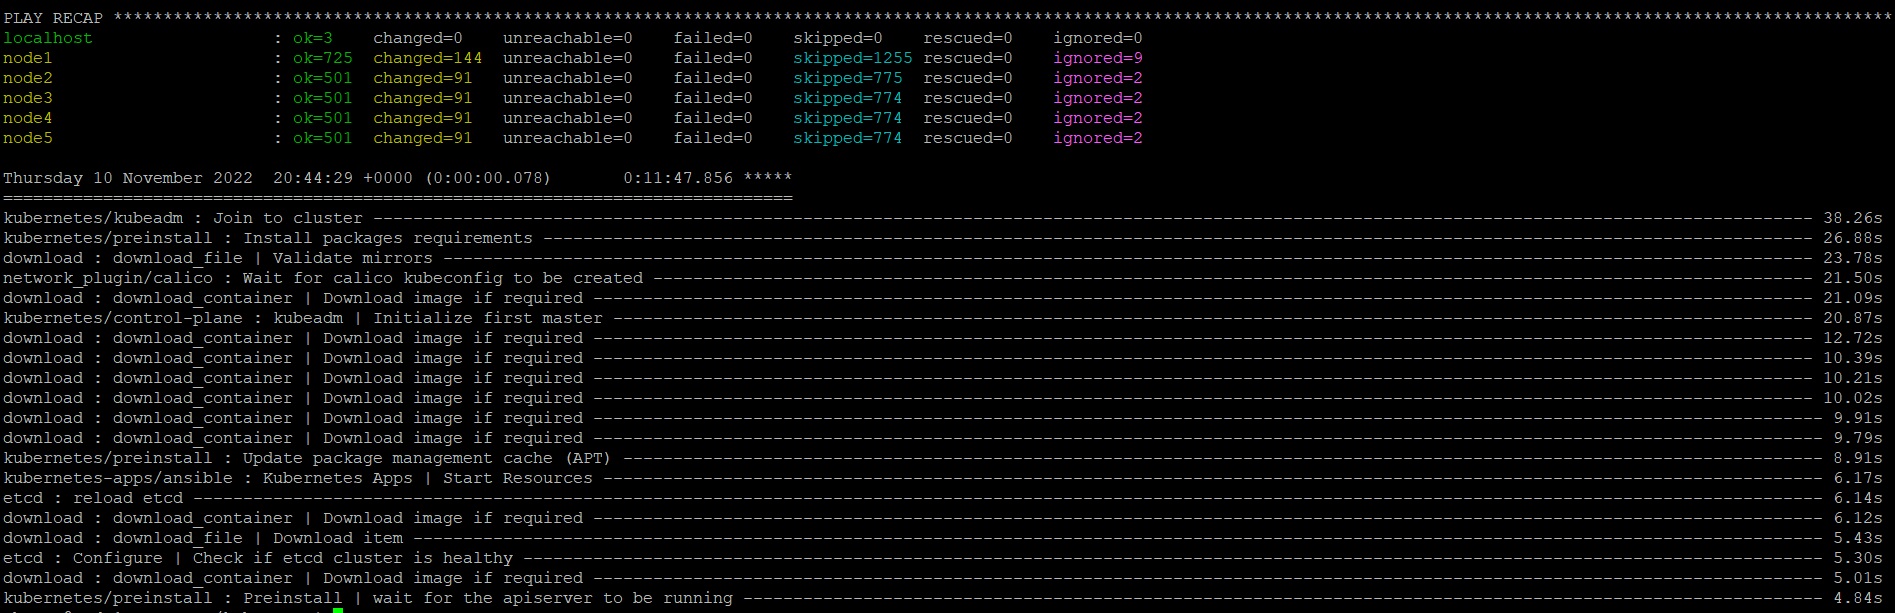 PLAY RECAP **********************************************************************************************************************************************************************************
localhost : ok=3 changed=0 unreachable=0 failed=0 skipped=0 rescued=0 ignored=0
node1 : ok=725 changed=144 unreachable=0 failed=0 skipped=1255 rescued=0 ignored=9
node2 : ok=501 changed=91 unreachable=0 failed=0 skipped=775 rescued=0 ignored=2
node3 : ok=501 changed=91 unreachable=0 failed=0 skipped=774 rescued=0 ignored=2
node4 : ok=501 changed=91 unreachable=0 failed=0 skipped=774 rescued=0 ignored=2
node5 : ok=501 changed=91 unreachable=0 failed=0 skipped=774 rescued=0 ignored=2
Thursday 10 November 2022 20:44:29 +0000 (0:00:00.078) 0:11:47.856 *****
===============================================================================
kubernetes/kubeadm : Join to cluster ------------------------------------------------------------------------------------------------------------------------------------------------ 38.26s
kubernetes/preinstall : Install packages requirements ------------------------------------------------------------------------------------------------------------------------------- 26.88s
download : download_file | Validate mirrors ----------------------------------------------------------------------------------------------------------------------------------------- 23.78s
network_plugin/calico : Wait for calico kubeconfig to be created -------------------------------------------------------------------------------------------------------------------- 21.50s
download : download_container | Download image if required -------------------------------------------------------------------------------------------------------------------------- 21.09s
kubernetes/control-plane : kubeadm | Initialize first master ------------------------------------------------------------------------------------------------------------------------ 20.87s
download : download_container | Download image if required -------------------------------------------------------------------------------------------------------------------------- 12.72s
download : download_container | Download image if required -------------------------------------------------------------------------------------------------------------------------- 10.39s
download : download_container | Download image if required -------------------------------------------------------------------------------------------------------------------------- 10.21s
download : download_container | Download image if required -------------------------------------------------------------------------------------------------------------------------- 10.02s
download : download_container | Download image if required --------------------------------------------------------------------------------------------------------------------------- 9.91s
download : download_container | Download image if required --------------------------------------------------------------------------------------------------------------------------- 9.79s
kubernetes/preinstall : Update package management cache (APT) ------------------------------------------------------------------------------------------------------------------------ 8.91s
kubernetes-apps/ansible : Kubernetes Apps | Start Resources -------------------------------------------------------------------------------------------------------------------------- 6.17s
etcd : reload etcd ------------------------------------------------------------------------------------------------------------------------------------------------------------------- 6.14s
download : download_container | Download image if required --------------------------------------------------------------------------------------------------------------------------- 6.12s
download : download_file | Download item --------------------------------------------------------------------------------------------------------------------------------------------- 5.43s
etcd : Configure | Check if etcd cluster is healthy ---------------------------------------------------------------------------------------------------------------------------------- 5.30s
download : download_container | Download image if required --------------------------------------------------------------------------------------------------------------------------- 5.01s
kubernetes/preinstall : Preinstall | wait for the apiserver to be running ------------------------------------------------------------------------------------------------------------ 4.84s